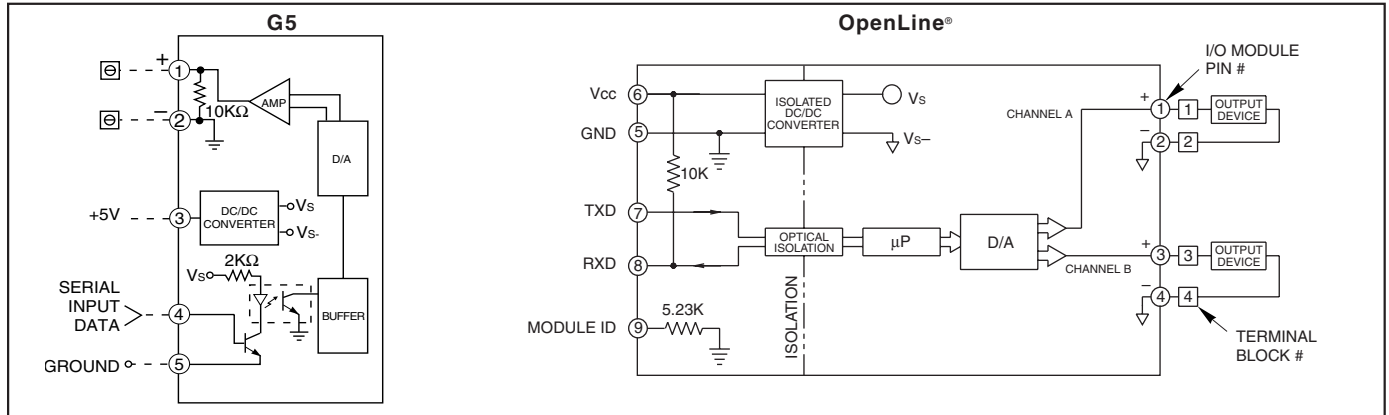 G5
+
1
10KΩ
AMP
−
2
D/A
+5V
3
DC/DC
CONVERTER
Vs
Vs-
2KΩ
Vs
SERIAL
INPUT
DATA
4
BUFFER
GROUND
5
OpenLine®
I/O MODULE
PIN #
Vcc
6
ISOLATED
DC/DC
CONVERTER
Vs
CHANNEL A
+
1
1
OUTPUT
DEVICE
GND
5
Vs−
−
2
2
10K
TXD
7
OPTICAL
ISOLATION
µP
D/A
RXD
8
CHANNEL B
+
3
3
OUTPUT
DEVICE
−
4
4
MODULE ID
9
5.23K
ISOLATION
TERMINAL
BLOCK #